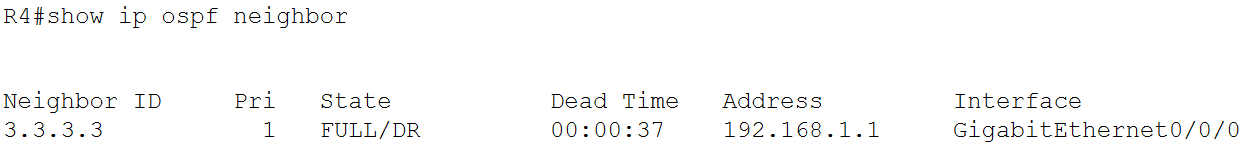 R4#show ip ospf neighbor
Neighbor ID Pri State Dead Time Address Interface
3.3.3.3 1 FULL/DR 00:00:37 192.168.1.1 GigabitEthernet0/0/0